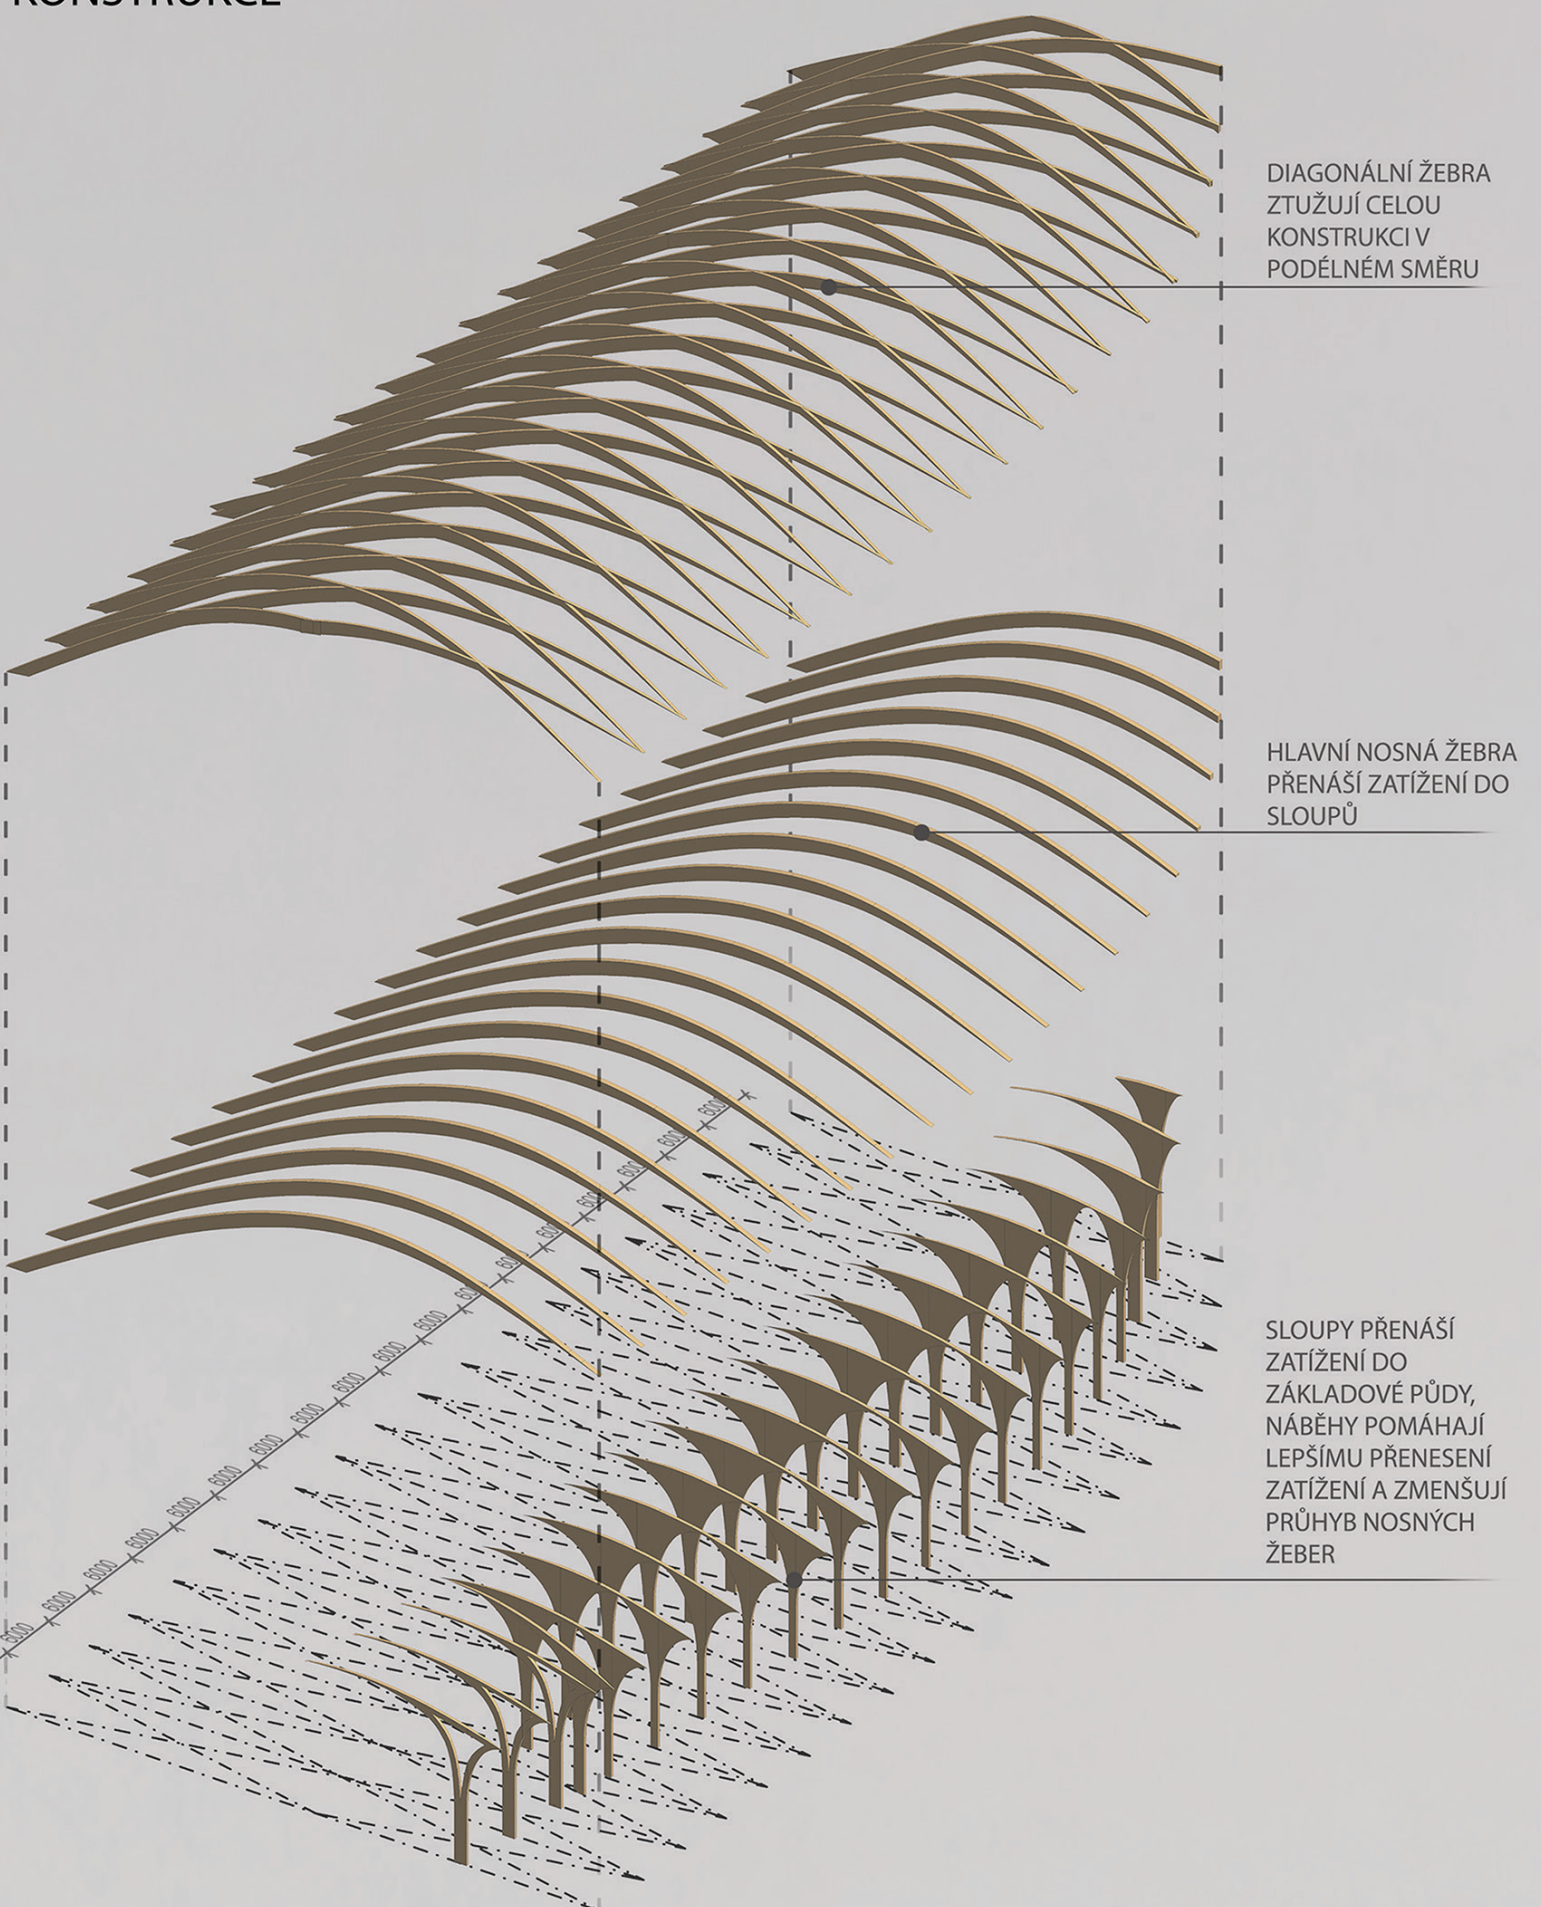 KONSTRUKCE
DIAGONÁLNÍ ŽEBRA
ZTUŽUJÍ CELOU
KONSTRUKCI V
PODÉLNÉM SMĚRU
HLAVNÍ NOSNÁ ŽEBRA
PŘENÁŠÍ ZATÍŽENÍ DO
SLOUPŮ
6000
6000
6000
6000
6000
6000
6000
6000
6000
6000
6000
6000
6000
SLOUPY PŘENÁŠÍ
ZATÍŽENÍ DO
ZÁKLADOVÉ PŮDY,
NÁBĚHY POMÁHAJÍ
LEPŠÍMU PŘENESENÍ
ZATÍŽENÍ A ZMENŠUJÍ
PRŮHYB NOSNÝCH
ŽEBER